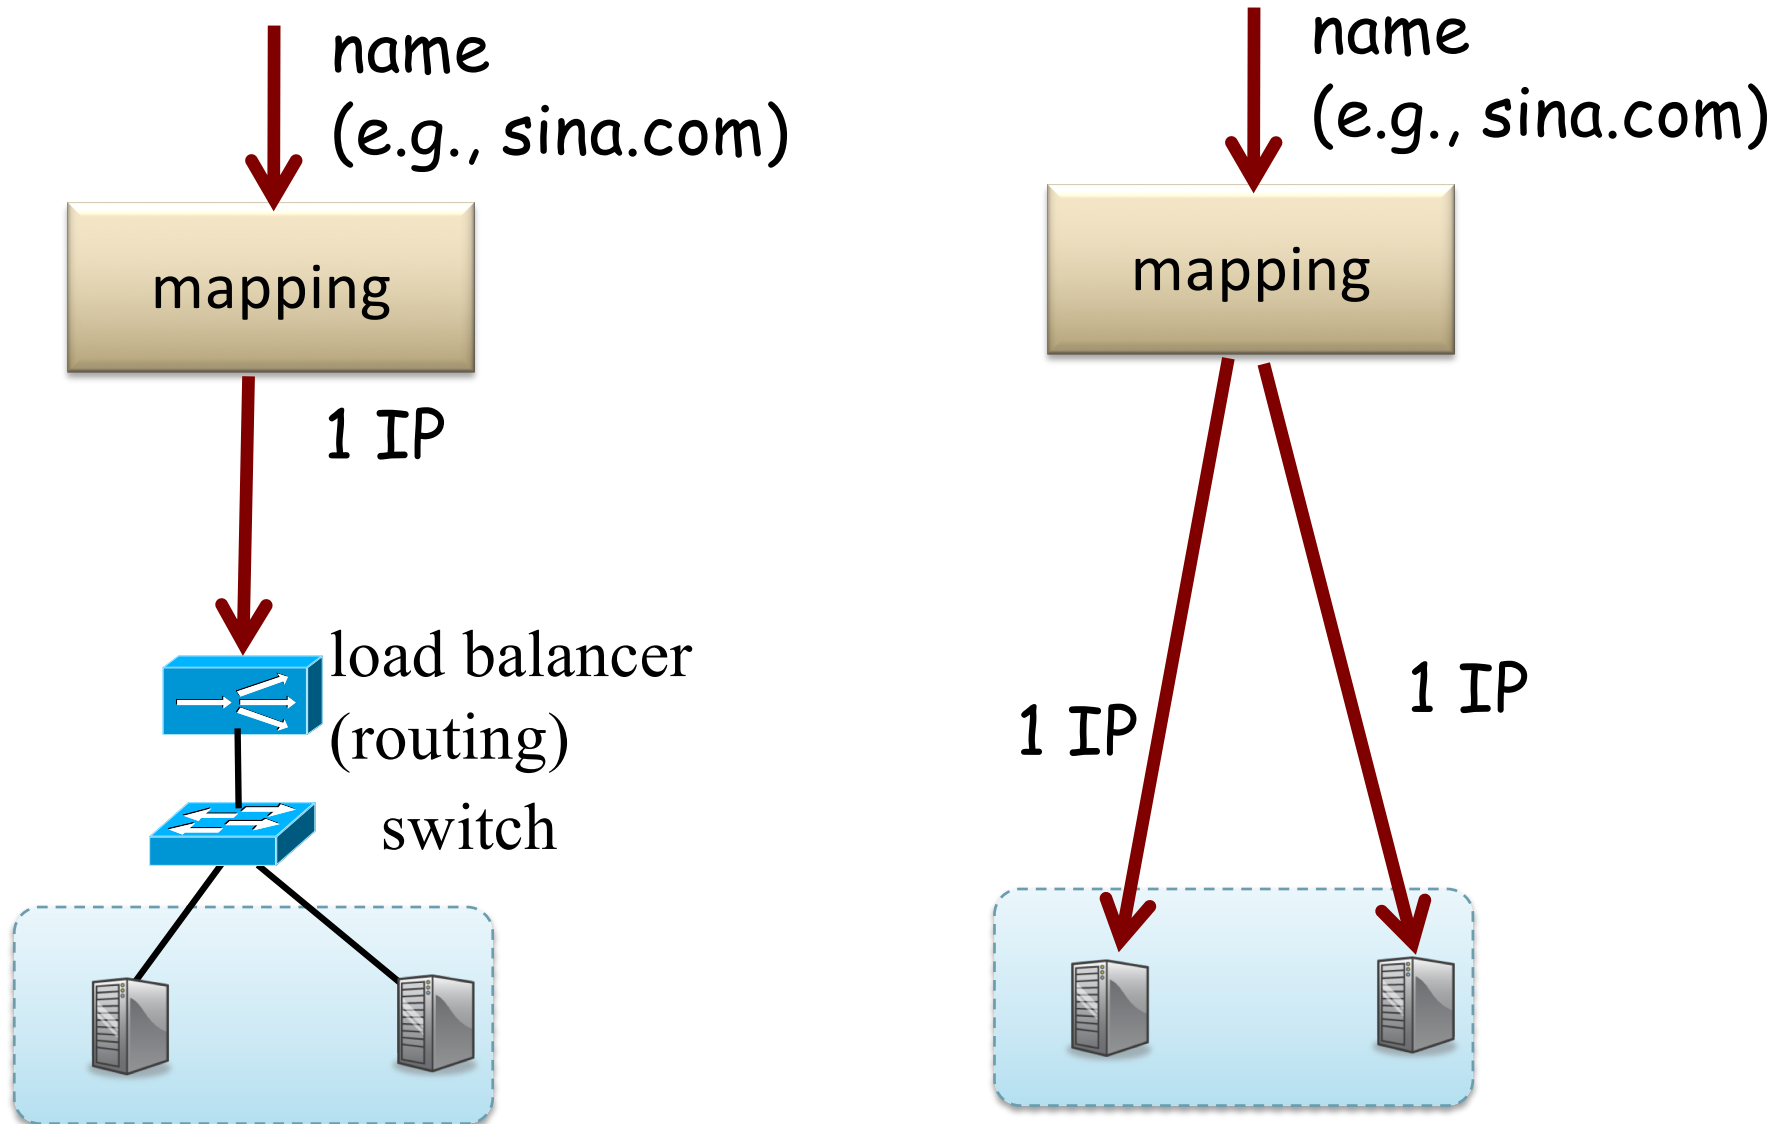 name
(e.g., sina.com)
mapping
1 IP
load balancer
(routing)
switch
name
(e.g., sina.com)
mapping
1 IP
1 IP